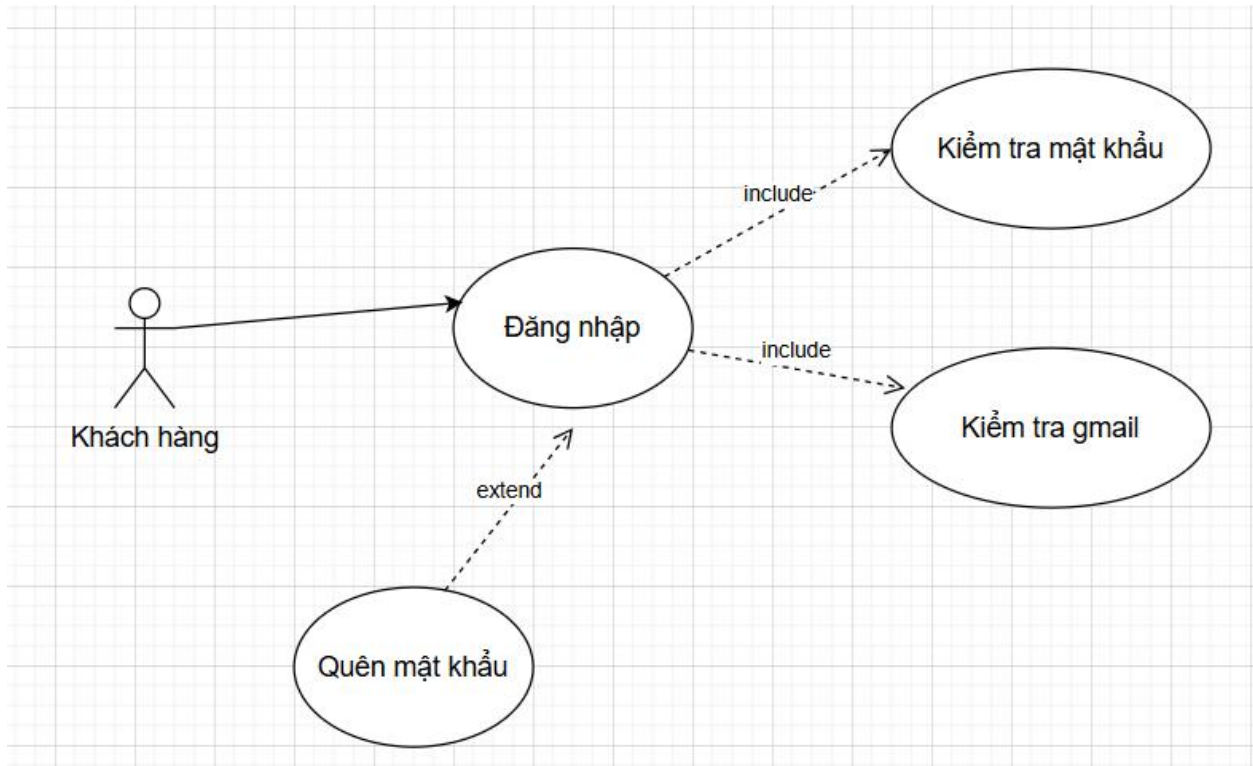 Kiểm tra mật khẩu
include
Đăng nhập
include
Kiểm tra gmail
Khách hàng
extend
Quên mật khẩu